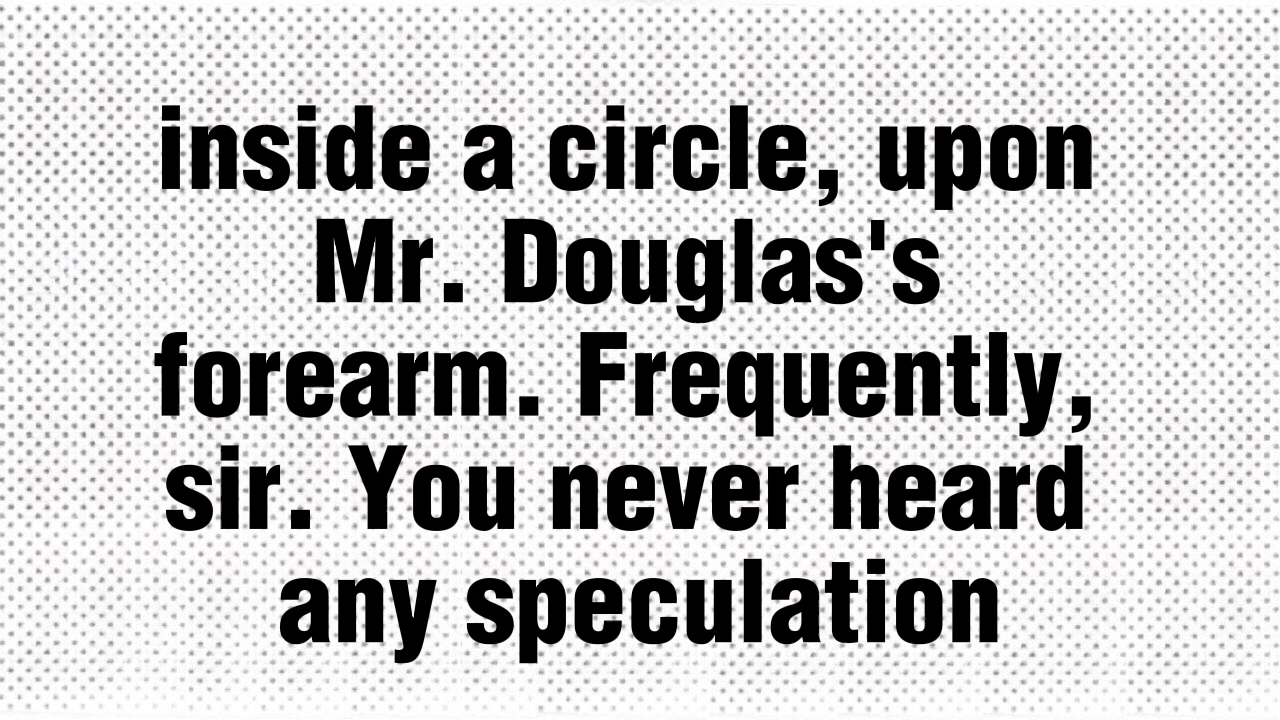 inside a circle, upon
Mr. Douglas's
forearm. Frequently,
sir. You never heard
any speculation